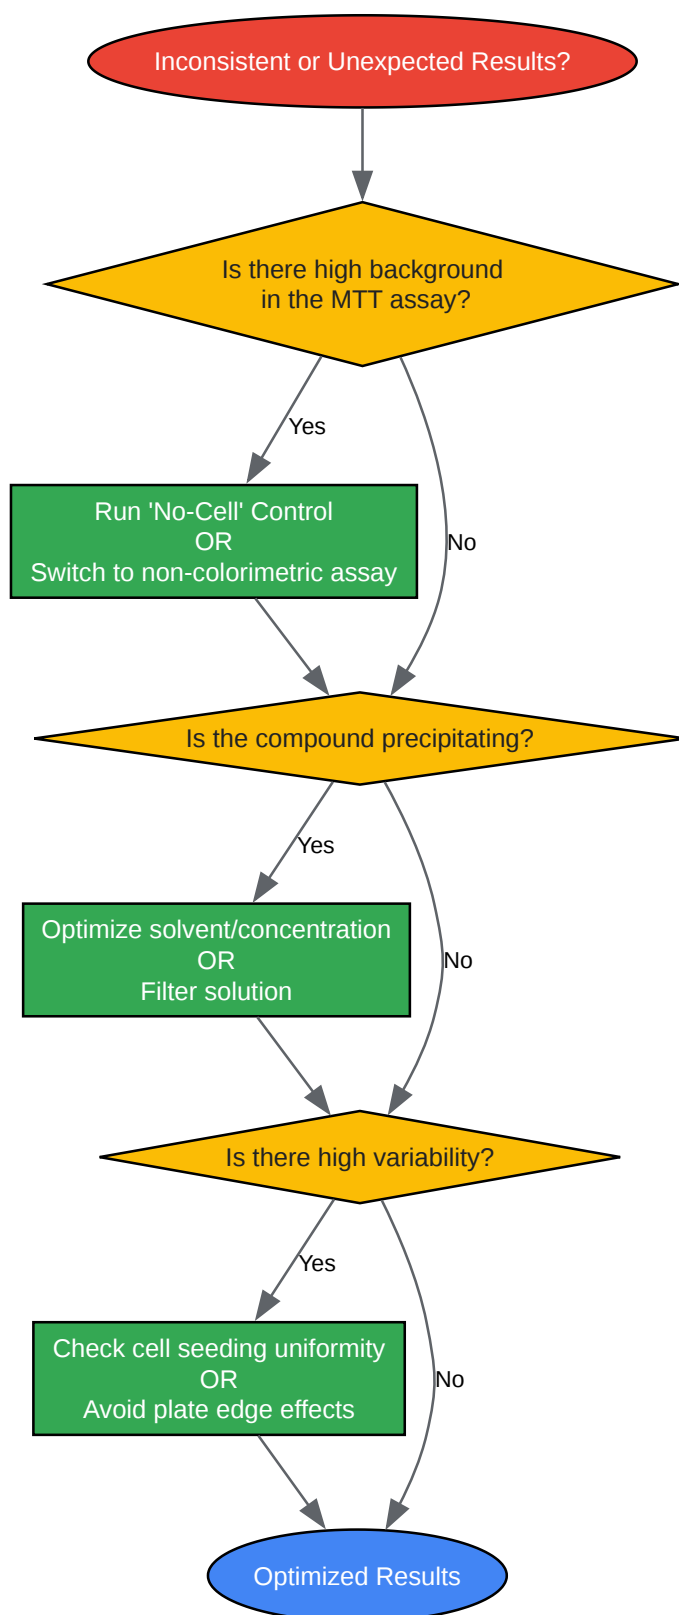 Inconsistent or Unexpected Results?
Is there high background
in the MTT assay?
Yes
No
Run 'No-Cell' Control
OR
Switch to non-colorimetric assay
Is the compound precipitating?
Yes
No
Optimize solvent/concentration
OR
Filter solution
Is there high variability?
Yes
No
Check cell seeding uniformity
OR
Avoid plate edge effects
Optimized Results